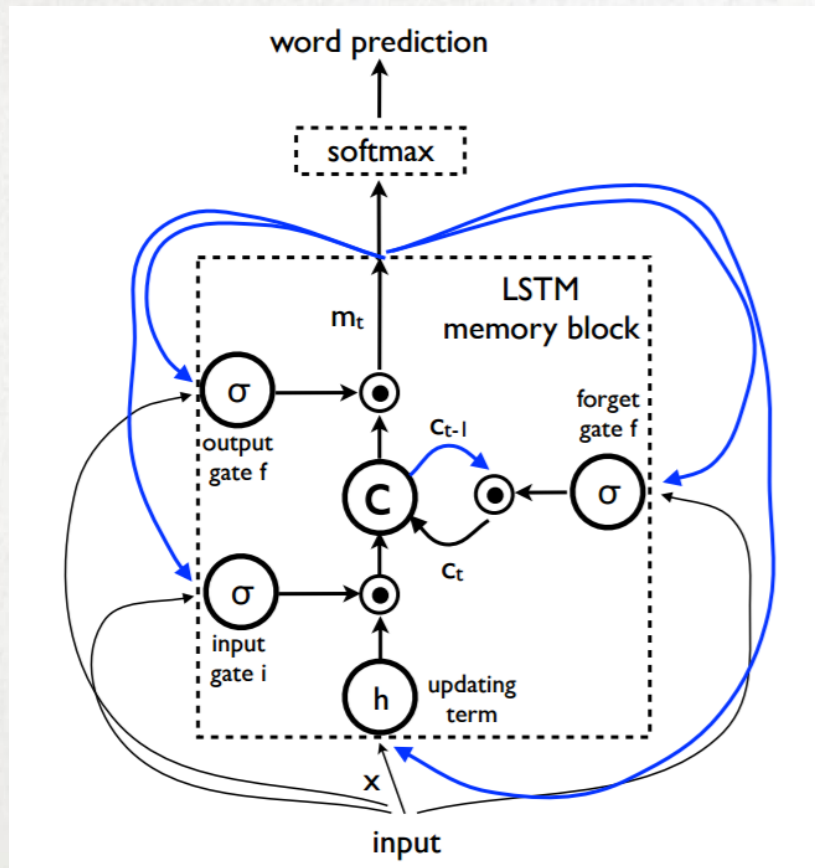 word prediction
softmax
LSTM
memory block
mt
σ
output
gate f
forget
gate f
ct-1
σ
C
ct
σ
input
gate i
h
updating
term
x
input